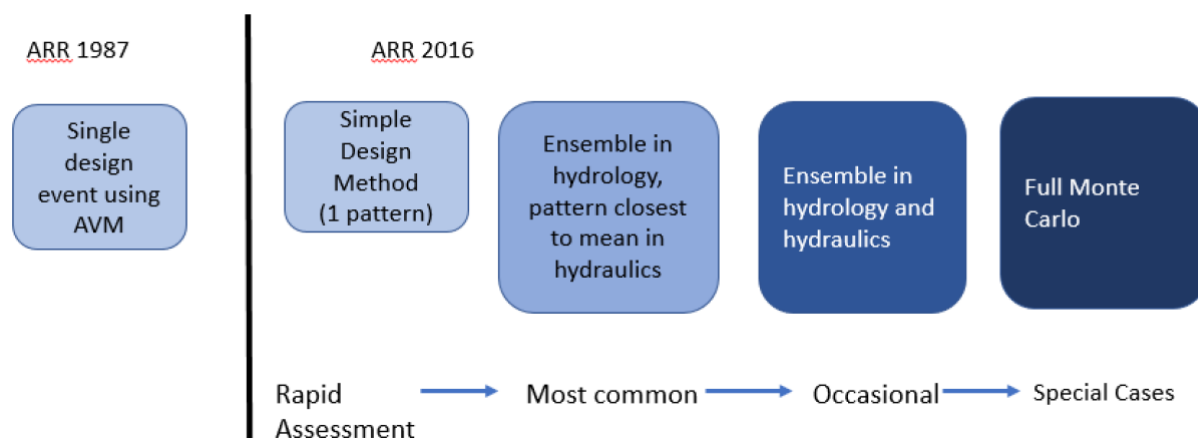 ARR 1987
ARR 2016
Single
design
event using
AVM
Simple
Design
Method
(1 pattern)
Ensemble in
hydrology,
pattern closest
to mean in
hydraulics
Ensemble in
hydrology and
hydraulics
Full Monte
Carlo
Rapid
Assessment
Most common
Occasional
Special Cases